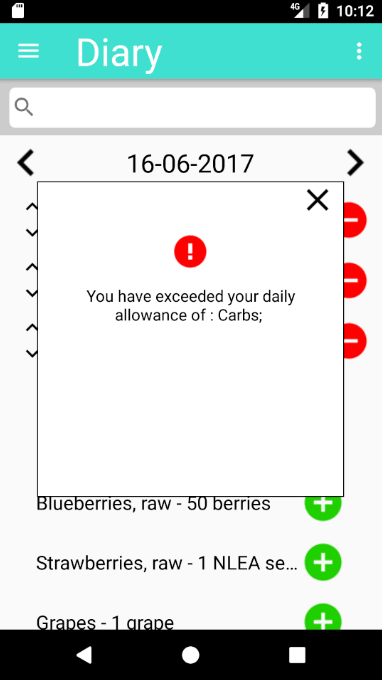 4G
10:12
Diary
16-06-2017
You have exceeded your daily
allowance of : Carbs;
Blueberries, raw - 50 berries
Strawberries, raw - 1 NLEA se...
Grapes - 1 grape